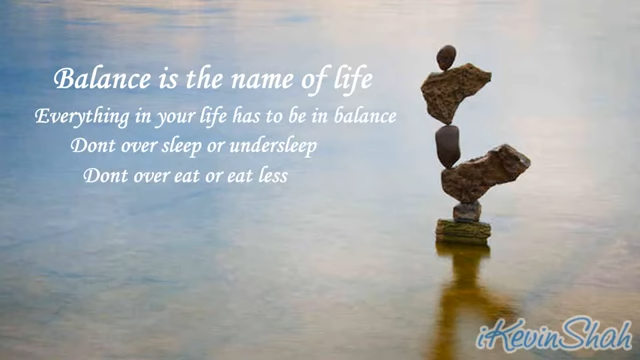 Balance is the name of life
Everything in your life has to be in balance
Dont over sleep or undersleep
Dont over eat or eat less
iKevinShah